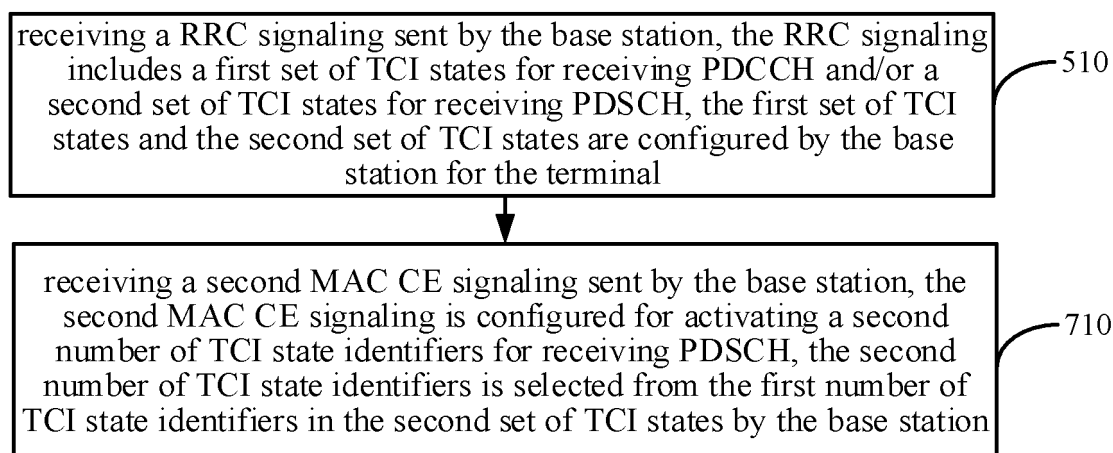 receiving a RRC signaling sent by the base station, the RRC signaling
includes a first set of TCI states for receiving PDCCH and/or a
second set of TCI states for receiving PDSCH, the first set of TCI
states and the second set of TCI states are configured by the base
station for the terminal
510
receiving a second MAC CE signaling sent by the base station, the
second MAC CE signaling is configured for activating a second
number of TCI state identifiers for receiving PDSCH, the second
number of TCI state identifiers is selected from the first number of
TCI state identifiers in the second set of TCI states by the base station
710